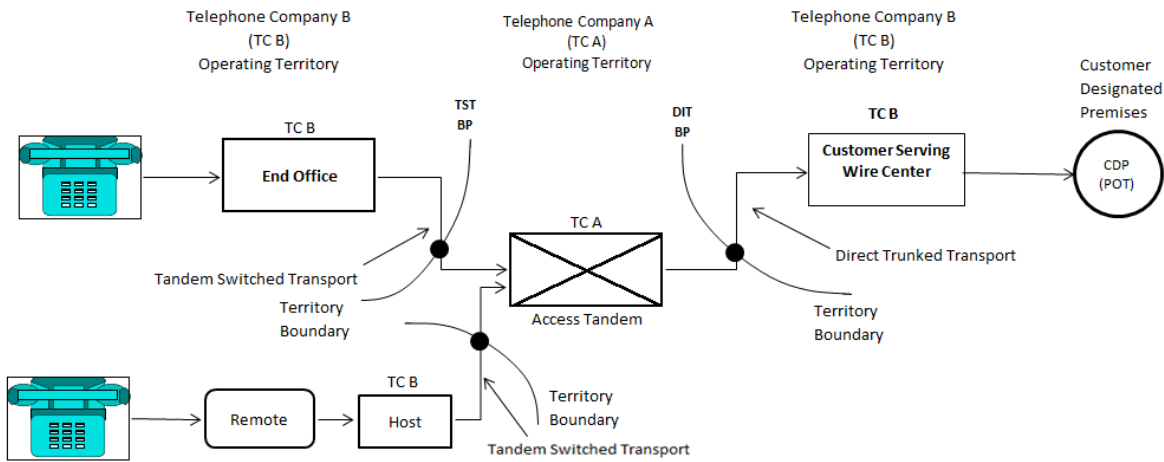 Telephone Company B
(TC B)
Operating Territory
Telephone Company A
(TC A)
Operating Territory
Telephone Company B
(TC B)
Operating Territory
Customer
Designated
Premises
TST
BP
DIT
BP
TC B
End Office
TC B
Customer Serving
Wire Center
CDP
(POT)
TC A
Access Tandem
Tandem Switched Transport
Territory
Boundary
Direct Trunked Transport
Territory
Boundary
TC B
Remote
Host
Territory
Boundary
Tandem Switched Transport